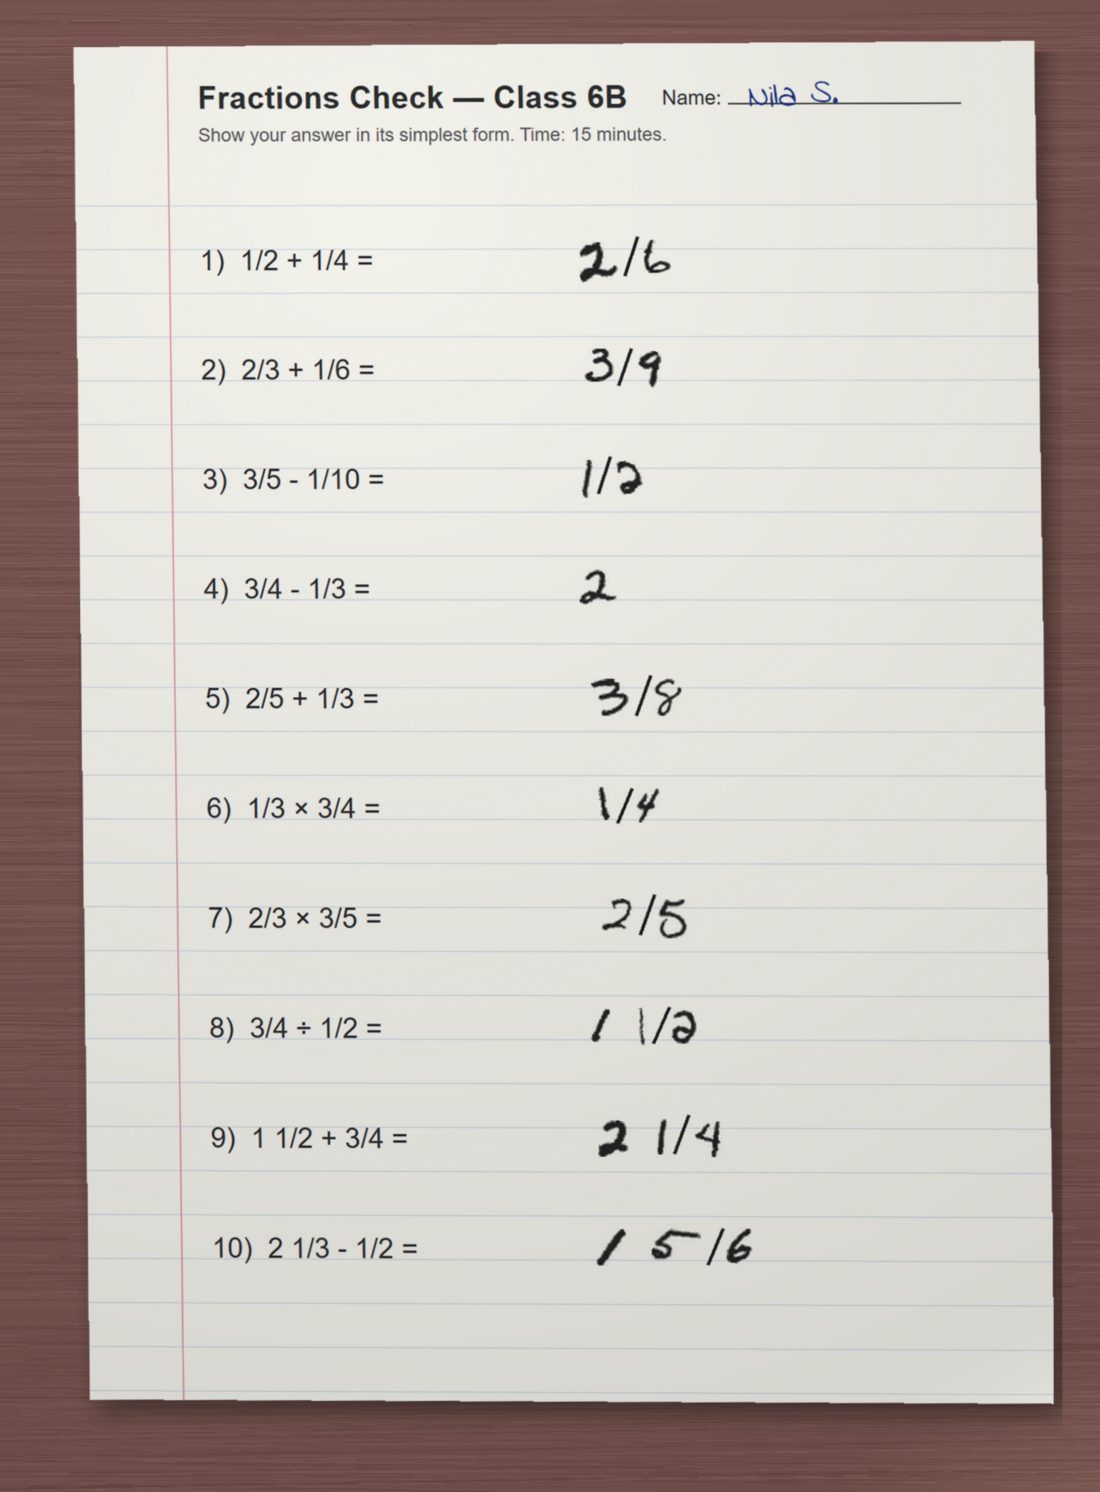 Fractions Check — Class 6B Name: Nila S.
Show your answer in its simplest form. Time: 15 minutes.
1) 1/2 + 1/4 = 2/6
2) 2/3 + 1/6 = 3/9
3) 3/5 - 1/10 = 1/2
4) 3/4 - 1/3 = 2
5) 2/5 + 1/3 = 3/8
6) 1/3 × 3/4 = 1/4
7) 2/3 × 3/5 = 2/5
8) 3/4 ÷ 1/2 = 1 1/2
9) 1 1/2 + 3/4 = 2 1/4
10) 2 1/3 - 1/2 = 1 5/6